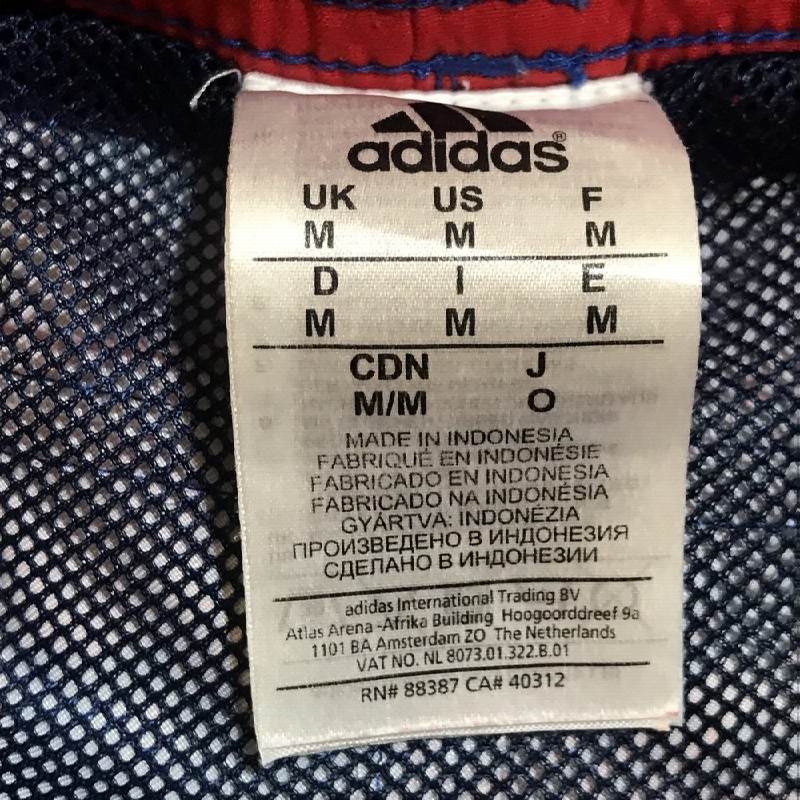 adidas®
UK US F
M M M
D I E
M M M
CDN J
M/M O
MADE IN INDONESIA
FABRIQUÉ EN INDONÉSIE
FABRICADO EN INDONESIA
FABRICADO NA INDONÉSIA
GYÁRTVA: INDONÉZIA
ПРОИЗВЕДЕНО В ИНДОНЕЗИЯ
СДЕЛАНО В ИНДОНЕЗИИ
adidas International Trading BV
Atlas Arena -Afrika Building Hoogoorddreef 9a
1101 BA Amsterdam ZO The Netherlands
VAT NO. NL 8073.01.322.B.01
RN# 88387 CA# 40312